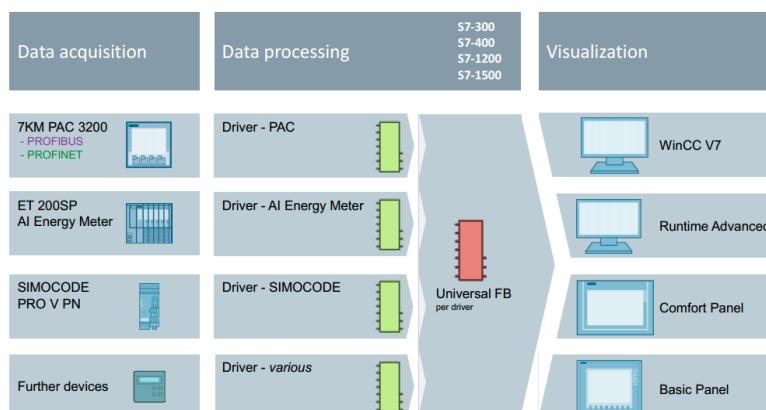 Data acquisition
Data processing
S7-300
S7-400
S7-1200
S7-1500
Visualization
7KM PAC 3200
- PROFIBUS
- PROFINET
Driver - PAC
WinCC V7
ET 200SP
AI Energy Meter
Driver - AI Energy Meter
Runtime Advanced
SIMOCODE
PRO V PN
Driver - SIMOCODE
Universal FB
per driver
Comfort Panel
Further devices
Driver - various
Basic Panel